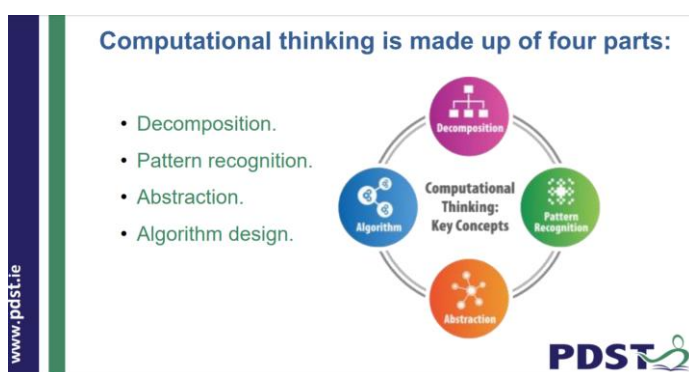 Computational thinking is made up of four parts:
• Decomposition.
• Pattern recognition.
• Abstraction.
• Algorithm design.
Decomposition
Computational
Thinking:
Key Concepts
Algorithm
Pattern
Recognition
Abstraction
www.pdst.ie
PDST